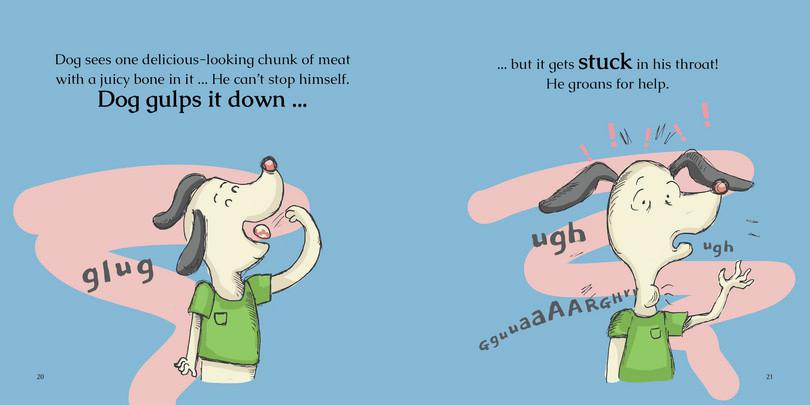 Dog sees one delicious-looking chunk of meat
with a juicy bone in it ... He can't stop himself.
Dog gulps it down ...
glug
20
... but it gets stuck in his throat!
He groans for help.
ugh
ugh
GguuaaAAARGHrr
21